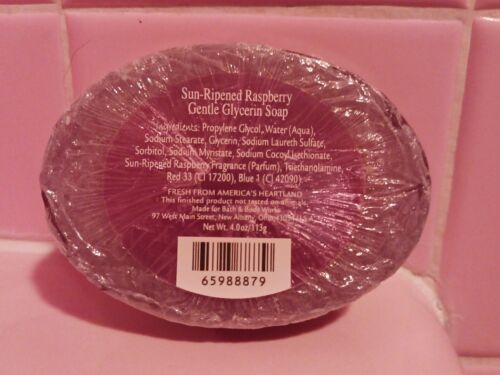 Sun-Ripened Raspberry
Gentle Glycerin Soap
Ingredients: Propylene Glycol, Water (Aqua),
Sodium Stearate, Glycerin, Sodium Laureth Sulfate,
Sorbitol, Sodium Myristate, Sodium Cocoyl Isethionate,
Sun-Ripened Raspberry Fragrance (Parfum), Triethanolamine,
Red 33 (CI 17200), Blue 1 (CI 42090).
FRESH FROM AMERICA'S HEARTLAND
This finished product not tested on animals.
Made for Bath & Body Works
97 West Main Street, New Albany, Ohio
Net Wt. 4.0oz/113g
65988879